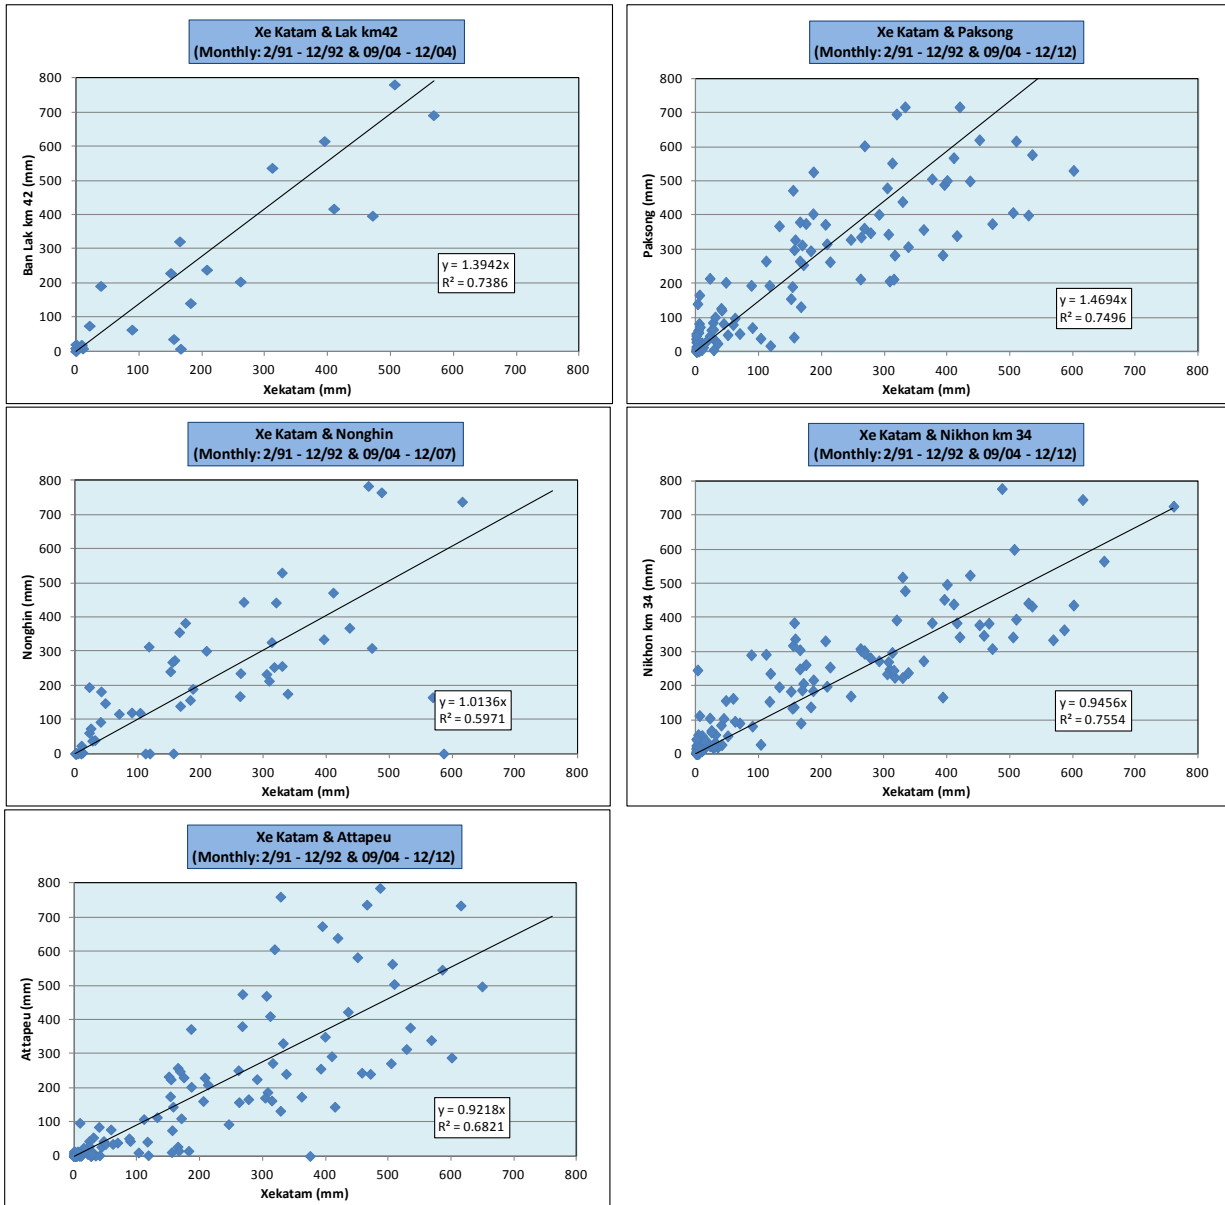 Xe Katam & Lak km42
(Monthly: 2/91 - 12/92 & 09/04 - 12/04)
800
700
600
500
400
300
200
100
0
Ban Lak km 42 (mm)
y = 1.3942x
R² = 0.7386
0 100 200 300 400 500 600 700 800
Xekatam (mm)
Xe Katam & Paksong
(Monthly: 2/91 - 12/92 & 09/04 - 12/12)
800
700
600
500
400
300
200
100
0
Paksong (mm)
y = 1.4694x
R² = 0.7496
0 100 200 300 400 500 600 700 800
Xekatam (mm)
Xe Katam & Nonghin
(Monthly: 2/91 - 12/92 & 09/04 - 12/07)
800
700
600
500
400
300
200
100
0
Nonghin (mm)
y = 1.0136x
R² = 0.5971
0 100 200 300 400 500 600 700 800
Xekatam (mm)
Xe Katam & Nikhon km 34
(Monthly: 2/91 - 12/92 & 09/04 - 12/12)
800
700
600
500
400
300
200
100
0
Nikhon km 34 (mm)
y = 0.9456x
R² = 0.7554
0 100 200 300 400 500 600 700 800
Xekatam (mm)
Xe Katam & Attapeu
(Monthly: 2/91 - 12/92 & 09/04 - 12/12)
800
700
600
500
400
300
200
100
0
Attapeu (mm)
y = 0.9218x
R² = 0.6821
0 100 200 300 400 500 600 700 800
Xekatam (mm)